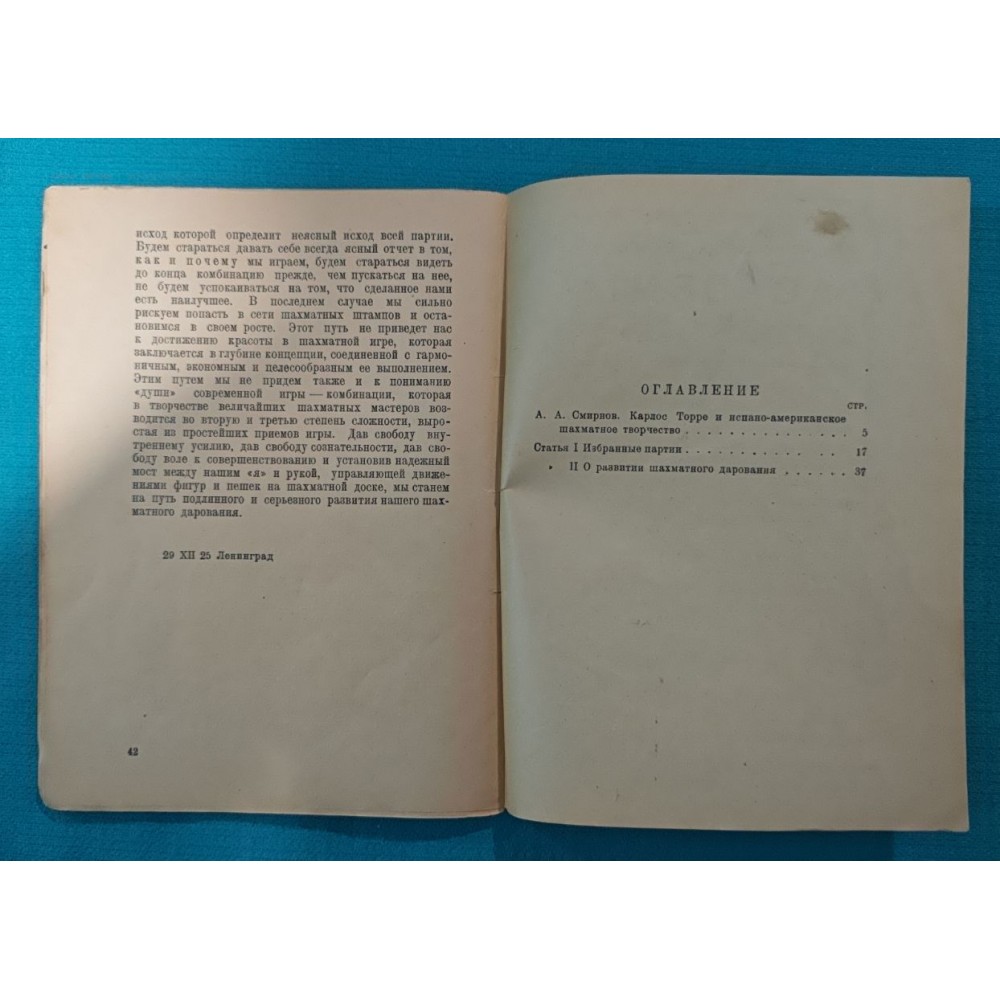 исход которой определит неясный исход всей партии.
Будем стараться давать себе всегда ясный отчет в том,
как и почему мы играем, будем стараться видеть
до конца комбинацию прежде, чем пускаться на нее,
не будем успокаиваться на том, что сделанное нами
есть наилучшее. В последнем случае мы сильно
рискуем попасть в сети шахматных штампов и оста-
новимся в своем росте. Этот путь не приведет нас
к достижению красоты в шахматной игре, которая
заключается в глубине концепции, соединенной с гармо-
ничным, экономным и целесообразным ее выполнением.
Этим путем мы не придем также и к пониманию
«души» современной игры — комбинации, которая
в творчестве величайших шахматных мастеров воз-
водится во вторую и третью степень сложности, выро-
стая из простейших приемов игры. Дав свободу вну-
треннему усилию, дав свободу сознательности, дав сво-
боду воле к совершенствованию и установив надежный
мост между нашим «я» и рукой, управляющей движе-
ниями фигур и пешек на шахматной доске, мы станем
на путь подлинного и серьезного развития нашего шах-
матного дарования.
29 XII 25 Ленинград
42
ОГЛАВЛЕНИЕ
СТР.
А. А. Смирнов. Карлос Торре и испано-американское
шахматное творчество . . . . . . . . . . . . . 5
Статья I Избранные партии . . . . . . . . . . . . . 17
» II О развитии шахматного дарования . . . . . . 37